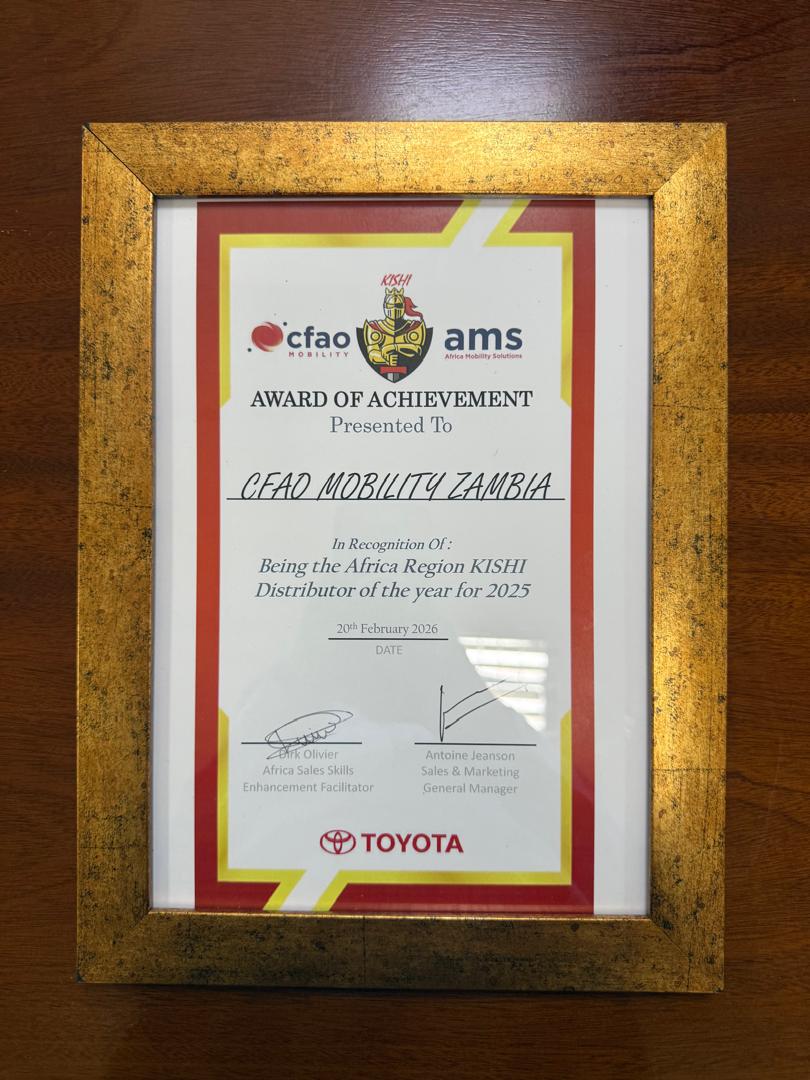 KISHI
cfao
MOBILITY
ams
Africa Mobility Solutions
AWARD OF ACHIEVEMENT
Presented To
CFAO MOBILITY ZAMBIA
In Recognition Of :
Being the Africa Region KISHI
Distributor of the year for 2025
20th February 2026
DATE
Dirk Olivier
Africa Sales Skills
Enhancement Facilitator
Antoine Jeanson
Sales & Marketing
General Manager
TOYOTA